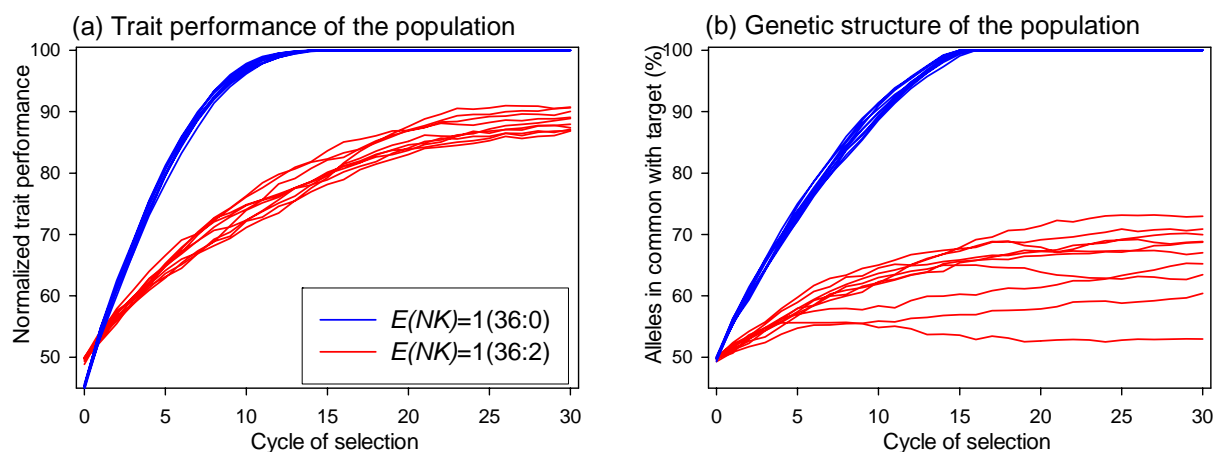 (a) Trait performance of the population
100
90
80
70
60
50
Normalized trait performance
E(NK)=1(36:0)
E(NK)=1(36:2)
0 5 10 15 20 25 30
Cycle of selection
(b) Genetic structure of the population
100
90
80
70
60
50
Alleles in common with target (%)
0 5 10 15 20 25 30
Cycle of selection